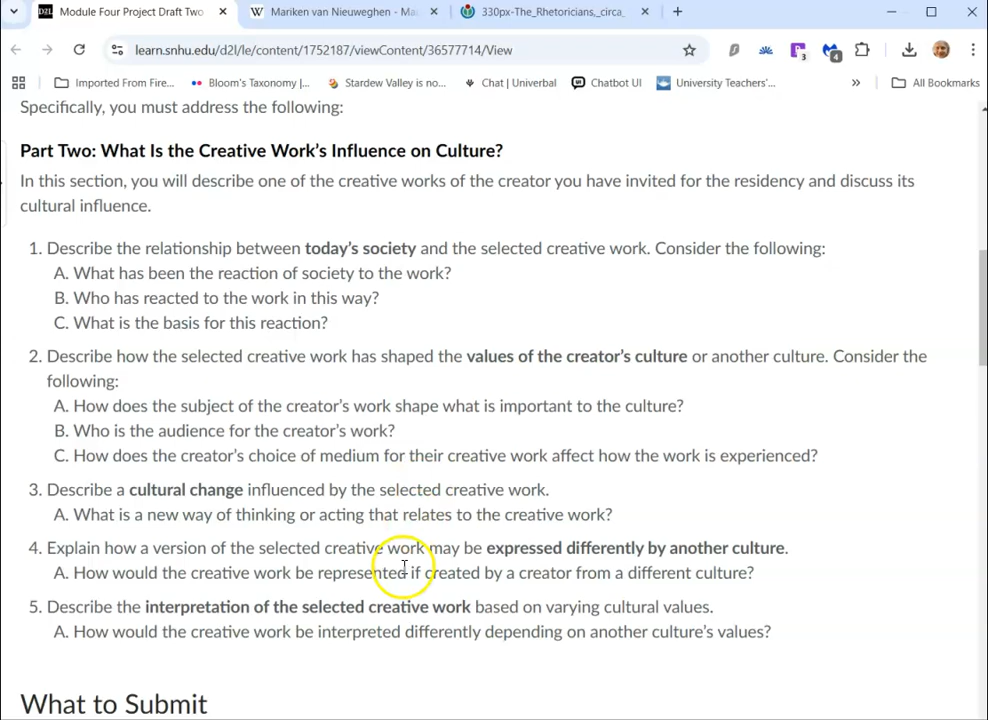 Module Four Project Draft Two
Mariken van Nieuweghen - Ma
330px-The_Rhetoricians,_circa_
learn.snhu.edu/d2l/le/content/1752187/viewContent/36577714/View
3
4
Imported From Fire...
Bloom's Taxonomy |...
Stardew Valley is no...
Chat | Univerbal
Chatbot UI
University Teachers'...
»
All Bookmarks
Specifically, you must address the following:
Part Two: What Is the Creative Work's Influence on Culture?
In this section, you will describe one of the creative works of the creator you have invited for the residency and discuss its
cultural influence.
1. Describe the relationship between today's society and the selected creative work. Consider the following:
A. What has been the reaction of society to the work?
B. Who has reacted to the work in this way?
C. What is the basis for this reaction?
2. Describe how the selected creative work has shaped the values of the creator's culture or another culture. Consider the
following:
A. How does the subject of the creator's work shape what is important to the culture?
B. Who is the audience for the creator's work?
C. How does the creator's choice of medium for their creative work affect how the work is experienced?
3. Describe a cultural change influenced by the selected creative work.
A. What is a new way of thinking or acting that relates to the creative work?
4. Explain how a version of the selected creative work may be expressed differently by another culture.
A. How would the creative work be represented if created by a creator from a different culture?
5. Describe the interpretation of the selected creative work based on varying cultural values.
A. How would the creative work be interpreted differently depending on another culture's values?
What to Submit